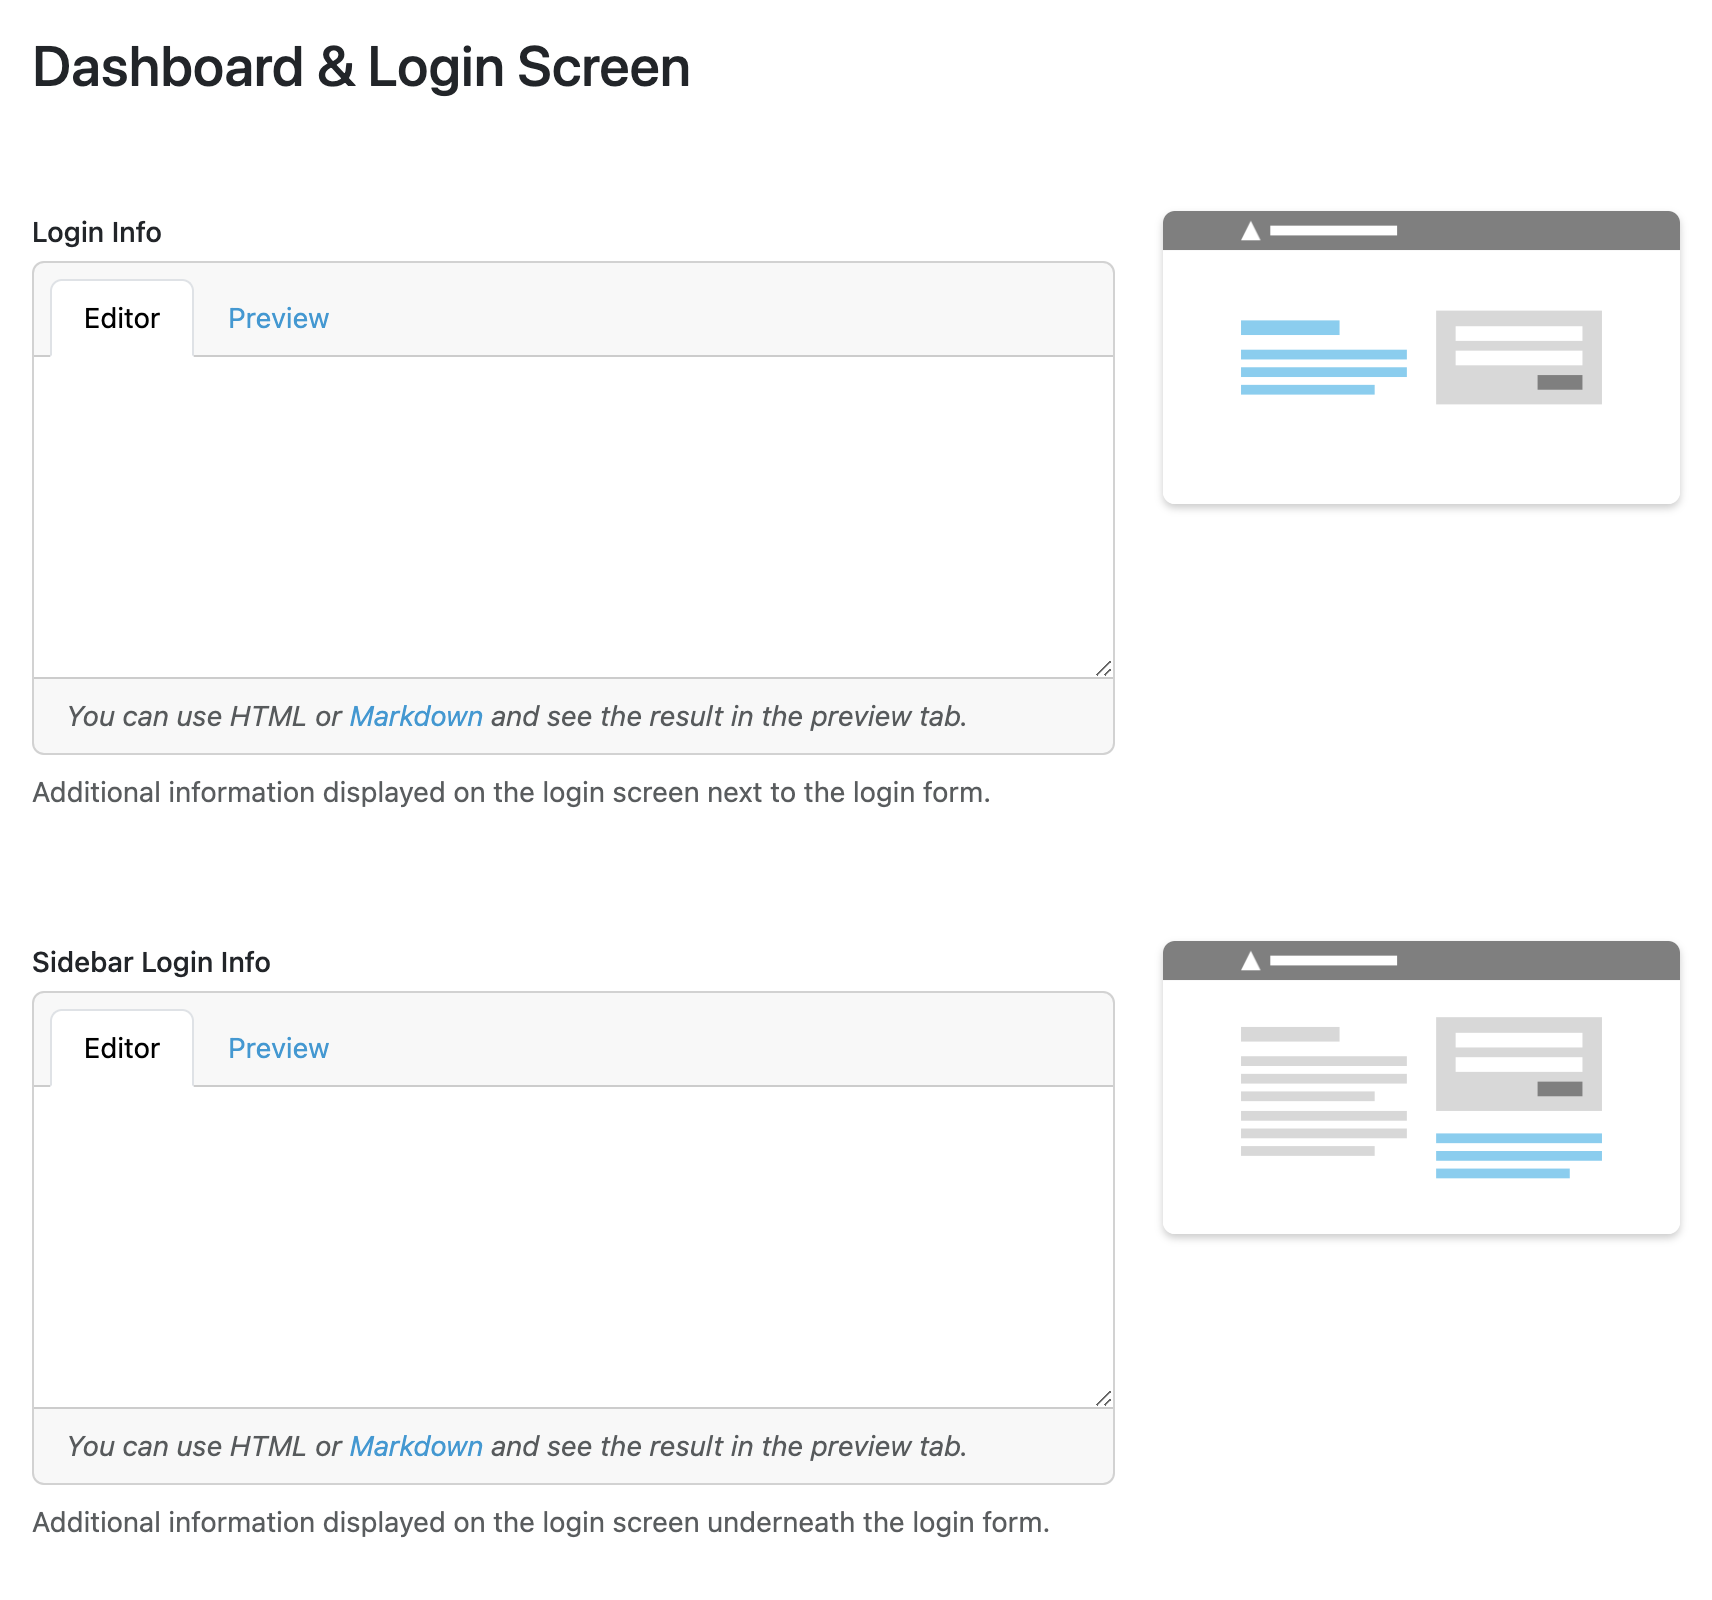 Dashboard & Login Screen
Login Info
Editor
Preview
You can use HTML or Markdown and see the result in the preview tab.
Additional information displayed on the login screen next to the login form.
Sidebar Login Info
Editor
Preview
You can use HTML or Markdown and see the result in the preview tab.
Additional information displayed on the login screen underneath the login form.